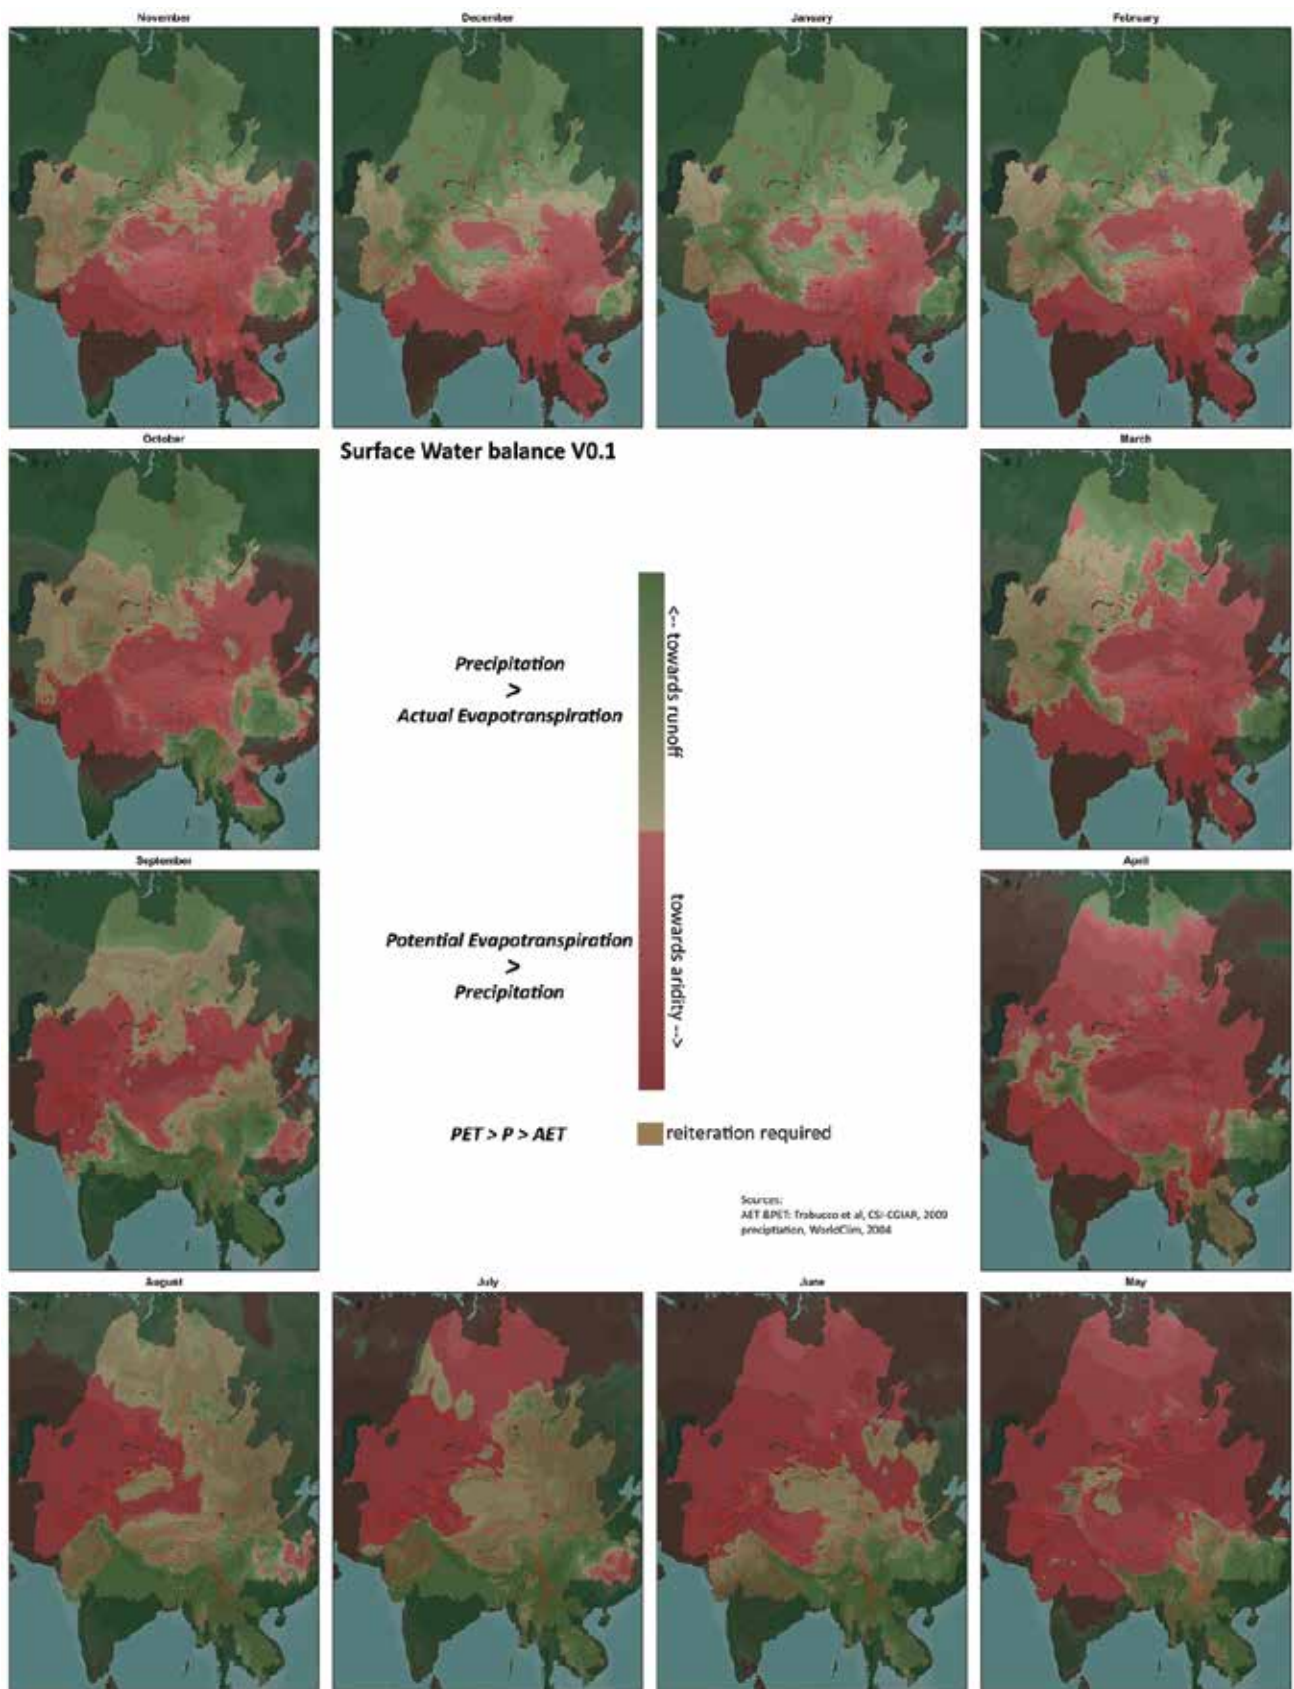 November
December
January
February
October
Surface Water balance V0.1
March
Precipitation
>
Actual Evapotranspiration
<-- towards runoff
September
April
Potential Evapotranspiration
>
Precipitation
towards aridity -->
PET > P > AET
reiteration required
Sources:
AET &PET: Trabucco et al, CSI-CGIAR, 2009
precipitation, WorldClim, 2004
August
July
June
May